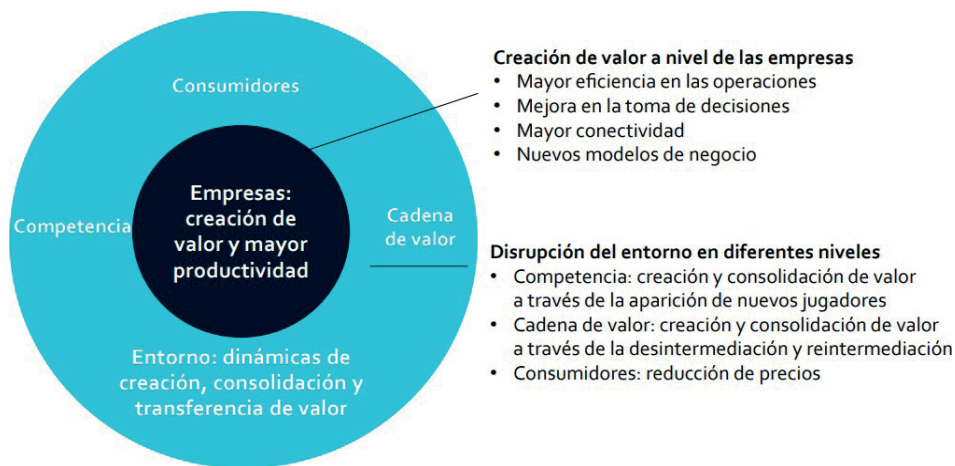 Consumidores
Empresas:
creación de
valor y mayor
productividad
Competencia
Cadena
de valor
Entorno: dinámicas de
creación, consolidación y
transferencia de valor
Creación de valor a nivel de las empresas
• Mayor eficiencia en las operaciones
• Mejora en la toma de decisiones
• Mayor conectividad
• Nuevos modelos de negocio
Disrupción del entorno en diferentes niveles
• Competencia: creación y consolidación de valor
a través de la aparición de nuevos jugadores
• Cadena de valor: creación y consolidación de valor
a través de la desintermediación y reintermediación
• Consumidores: reducción de precios